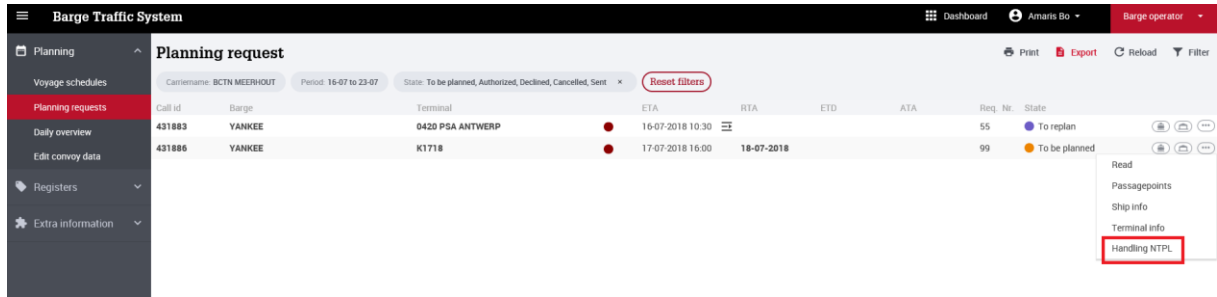 Barge Traffic System
Dashboard
Amaris Bo
Barge operator
Planning
Voyage schedules
Planning requests
Daily overview
Edit convoy data
Registers
Extra information
Planning request
Print
Export
Reload
Filter
Carriername: BCTN MEERHOUT
Period: 16-07 to 23-07
State: To be planned, Authorized, Declined, Cancelled, Sent ×
Reset filters
Call id Barge Terminal ETA RTA ETD ATA Req. Nr. State
431883 YANKEE 0420 PSA ANTWERP 16-07-2018 10:30 55 To replan
431886 YANKEE K1718 17-07-2018 16:00 18-07-2018 99 To be planned
Read
Passagepoints
Ship info
Terminal info
Handling NTPL